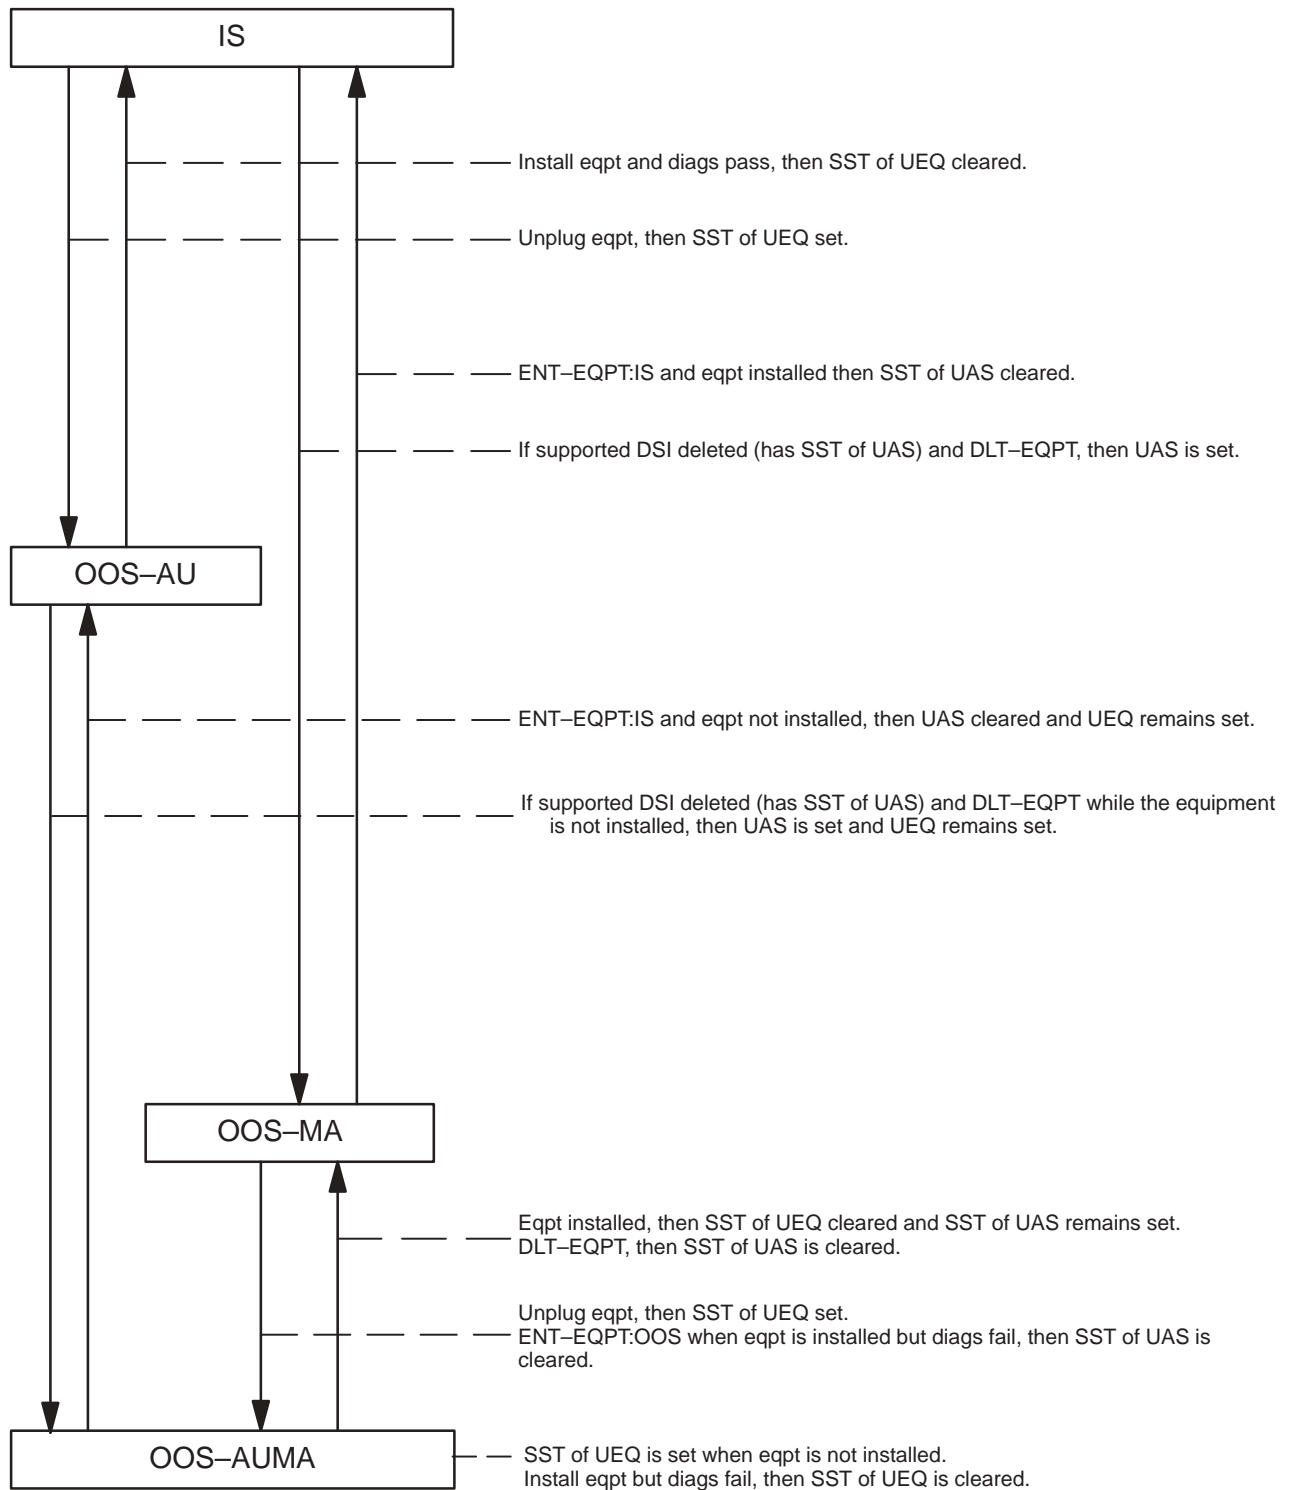 IS
Install eqpt and diags pass, then SST of UEQ cleared.
Unplug eqpt, then SST of UEQ set.
ENT–EQPT:IS and eqpt installed then SST of UAS cleared.
If supported DSI deleted (has SST of UAS) and DLT–EQPT, then UAS is set.
OOS–AU
ENT–EQPT:IS and eqpt not installed, then UAS cleared and UEQ remains set.
If supported DSI deleted (has SST of UAS) and DLT–EQPT while the equipment
is not installed, then UAS is set and UEQ remains set.
OOS–MA
Eqpt installed, then SST of UEQ cleared and SST of UAS remains set.
DLT–EQPT, then SST of UAS is cleared.
Unplug eqpt, then SST of UEQ set.
ENT–EQPT:OOS when eqpt is installed but diags fail, then SST of UAS is
cleared.
OOS–AUMA
SST of UEQ is set when eqpt is not installed.
Install eqpt but diags fail, then SST of UEQ is cleared.